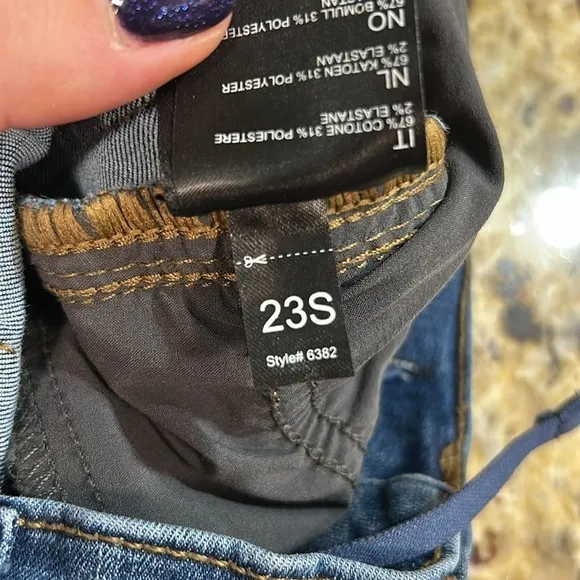 IT
67% COTONE 31% POLIESTERE
2% ELASTANE
NL
67% KATOEN 31% POLYESTER
2% ELASTAAN
NO
67% BOMULL 31% POLYESTER
23S
Style# 6382